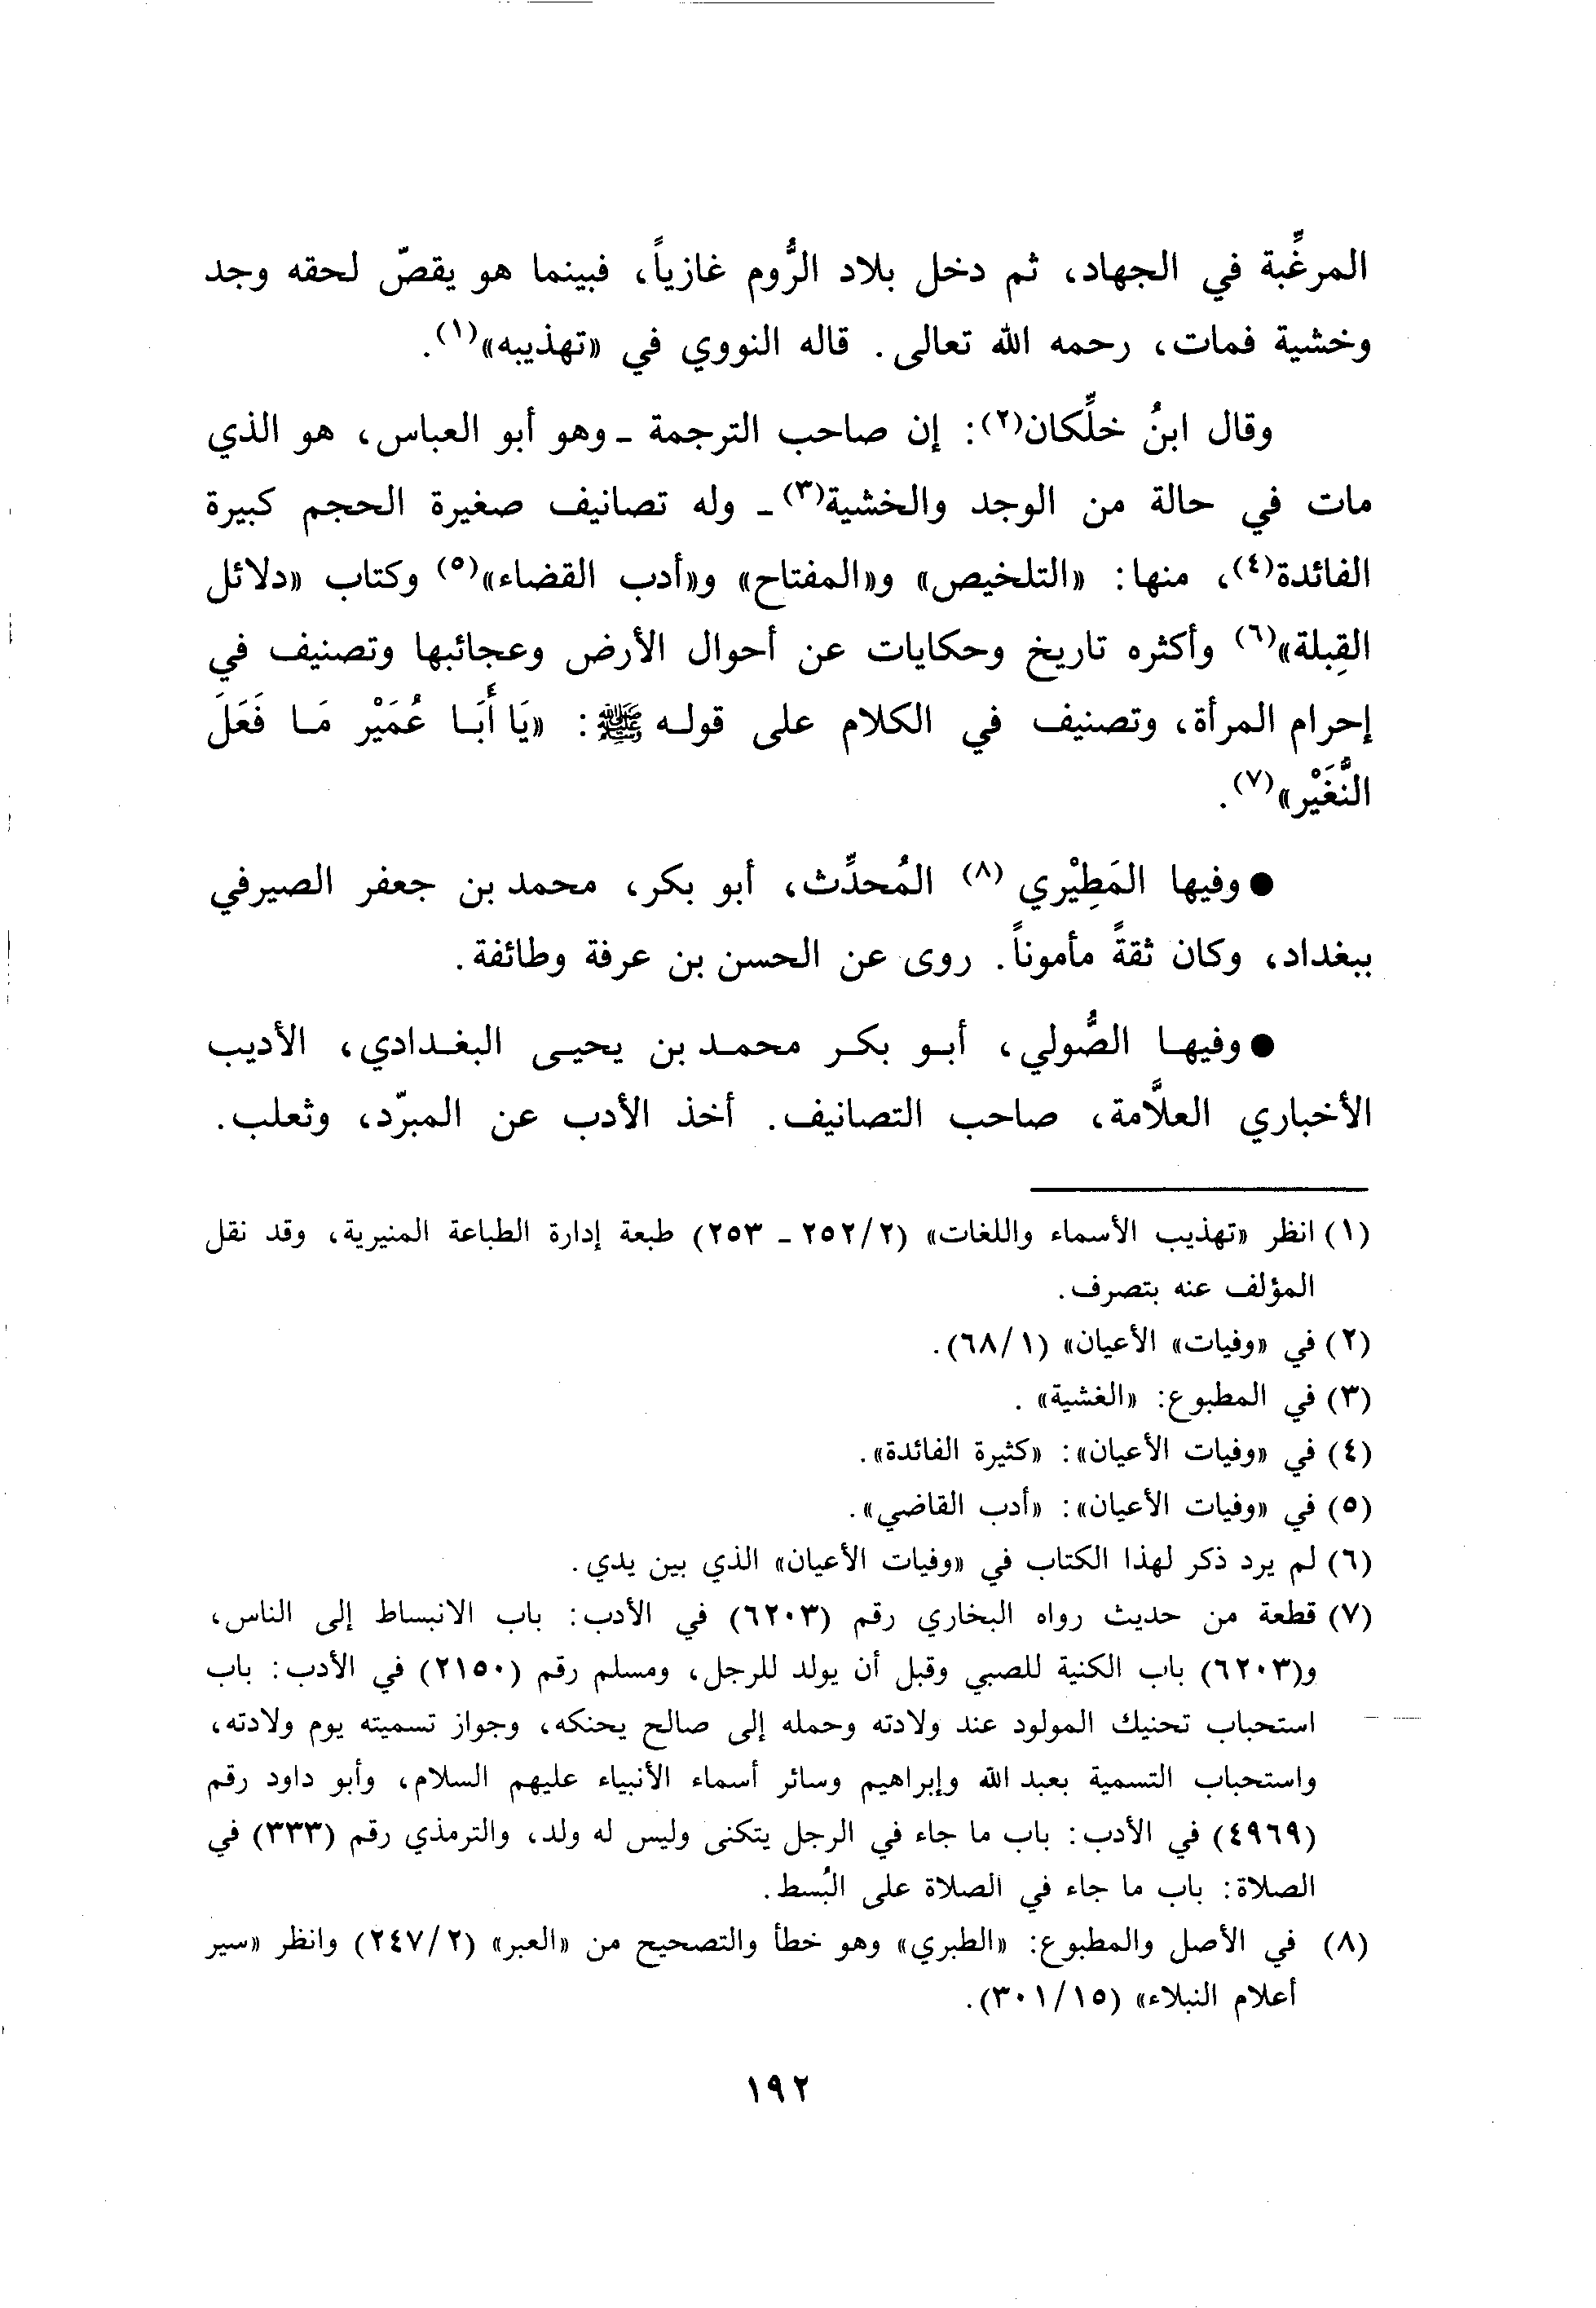 المرغِّبة في الجهاد، ثم دخل بلاد الرُّوم غازياً، فبينما هو يقصّ لحقه وجد
وخشية فمات، رحمه الله تعالى. قاله النووي في «تهذيبه»(١).
وقال ابنُ خلِّكان(٢): إن صاحب الترجمة - وهو أبو العباس، هو الذي
مات في حالة من الوجد والخشية(٣) - وله تصانيف صغيرة الحجم كبيرة
الفائدة(٤)، منها: «التلخيص» و«المفتاح» و«أدب القضاء»(٥) وكتاب «دلائل
القِبلة»(٦) وأكثره تاريخ وحكايات عن أحوال الأرض وعجائبها وتصنيف في
إحرام المرأة، وتصنيف في الكلام على قوله ﷺ: «يَا أَبَا عُمَيْر مَا فَعَلَ
النُّغَيْر»(٧).
● وفيها المَطِيْري (٨) المُحدِّث، أبو بكر، محمد بن جعفر الصيرفي
ببغداد، وكان ثقةً مأموناً. روى عن الحسن بن عرفة وطائفة.
● وفيها الصُّولي، أبو بكر محمد بن يحيى البغدادي، الأديب
الأخباري العلَّامة، صاحب التصانيف. أخذ الأدب عن المبرّد، وثعلب.
(١) انظر «تهذيب الأسماء واللغات» (٢/ ٢٥٢ - ٢٥٣) طبعة إدارة الطباعة المنيرية، وقد نقل
المؤلف عنه بتصرف.
(٢) في «وفيات» الأعيان» (١/ ٦٨).
(٣) في المطبوع: «الغشية» .
(٤) في «وفيات الأعيان»: «كثيرة الفائدة».
(٥) في «وفيات الأعيان»: «أدب القاضي».
(٦) لم يرد ذكر لهذا الكتاب في «وفيات الأعيان» الذي بين يدي.
(٧) قطعة من حديث رواه البخاري رقم (٦٢٠٣) في الأدب: باب الانبساط إلى الناس،
و(٦٢٠٣) باب الكنية للصبي وقبل أن يولد للرجل، ومسلم رقم (٢١٥٠) في الأدب: باب
استحباب تحنيك المولود عند ولادته وحمله إلى صالح يحنكه، وجواز تسميته يوم ولادته،
واستحباب التسمية بعبد الله وإبراهيم وسائر أسماء الأنبياء عليهم السلام، وأبو داود رقم
(٤٩٦٩) في الأدب: باب ما جاء في الرجل يتكنى وليس له ولد، والترمذي رقم (٣٣٣) في
الصلاة: باب ما جاء في الصلاة على البُسط.
(٨) في الأصل والمطبوع: «الطبري» وهو خطأ والتصحيح من «العبر» (٢/ ٢٤٧) وانظر «سير
أعلام النبلاء» (١٥/ ٣٠١).
١٩٢